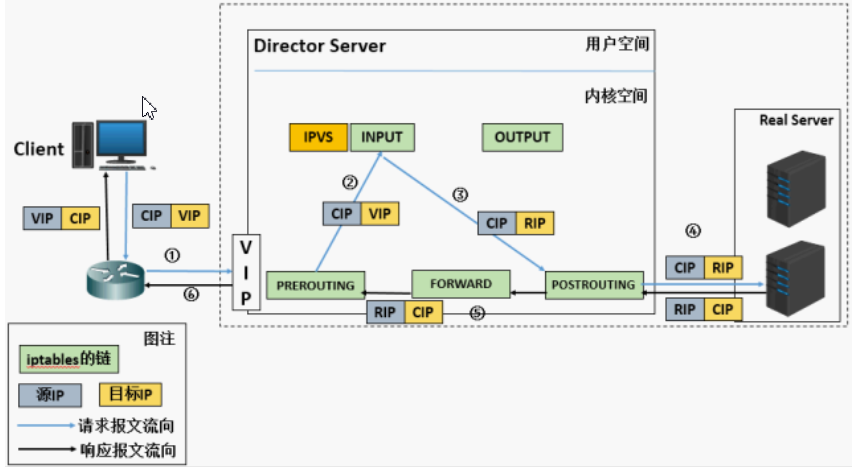 Director Server
用户空间
内核空间
Real Server
IPVS
INPUT
OUTPUT
Client
②
③
CIP VIP
VIP CIP
CIP VIP
CIP RIP
④
①
V
I
P
CIP RIP
PREROUTING
FORWARD
POSTROUTING
⑥
RIP CIP
⑤
RIP CIP
图注
iptables的链
源IP
目标IP
请求报文流向
响应报文流向